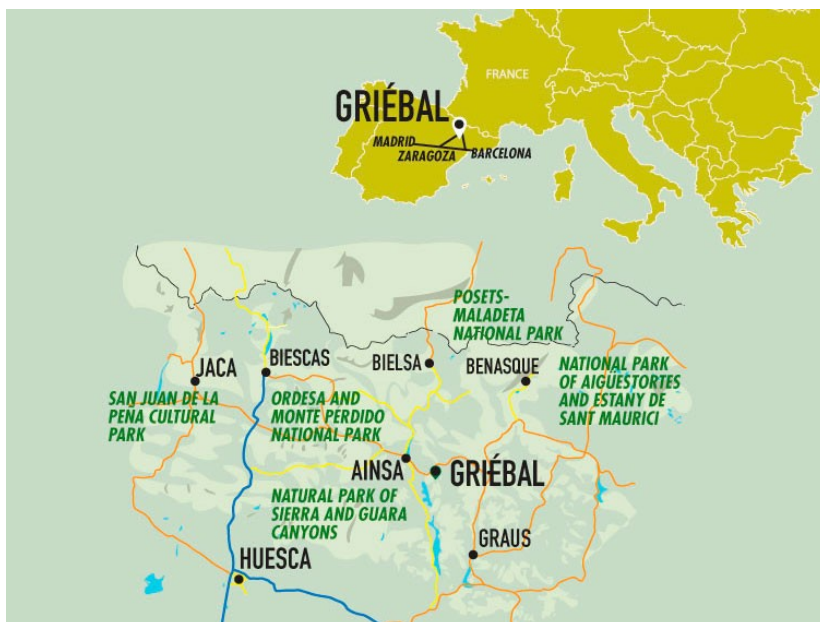 FRANCE
GRIÉBAL
MADRID
ZARAGOZA
BARCELONA
POSETS-
MALADETA
NATIONAL PARK
JACA
BIESCAS
BIELSA
BENASQUE
NATIONAL PARK
OF AIGÜESTORTES
AND ESTANY DE
SANT MAURICI
SAN JUAN DE LA
PEÑA CULTURAL
PARK
ORDESA AND
MONTE PERDIDO
NATIONAL PARK
AINSA
GRIÉBAL
NATURAL PARK OF
SIERRA AND GUARA
CANYONS
GRAUS
HUESCA